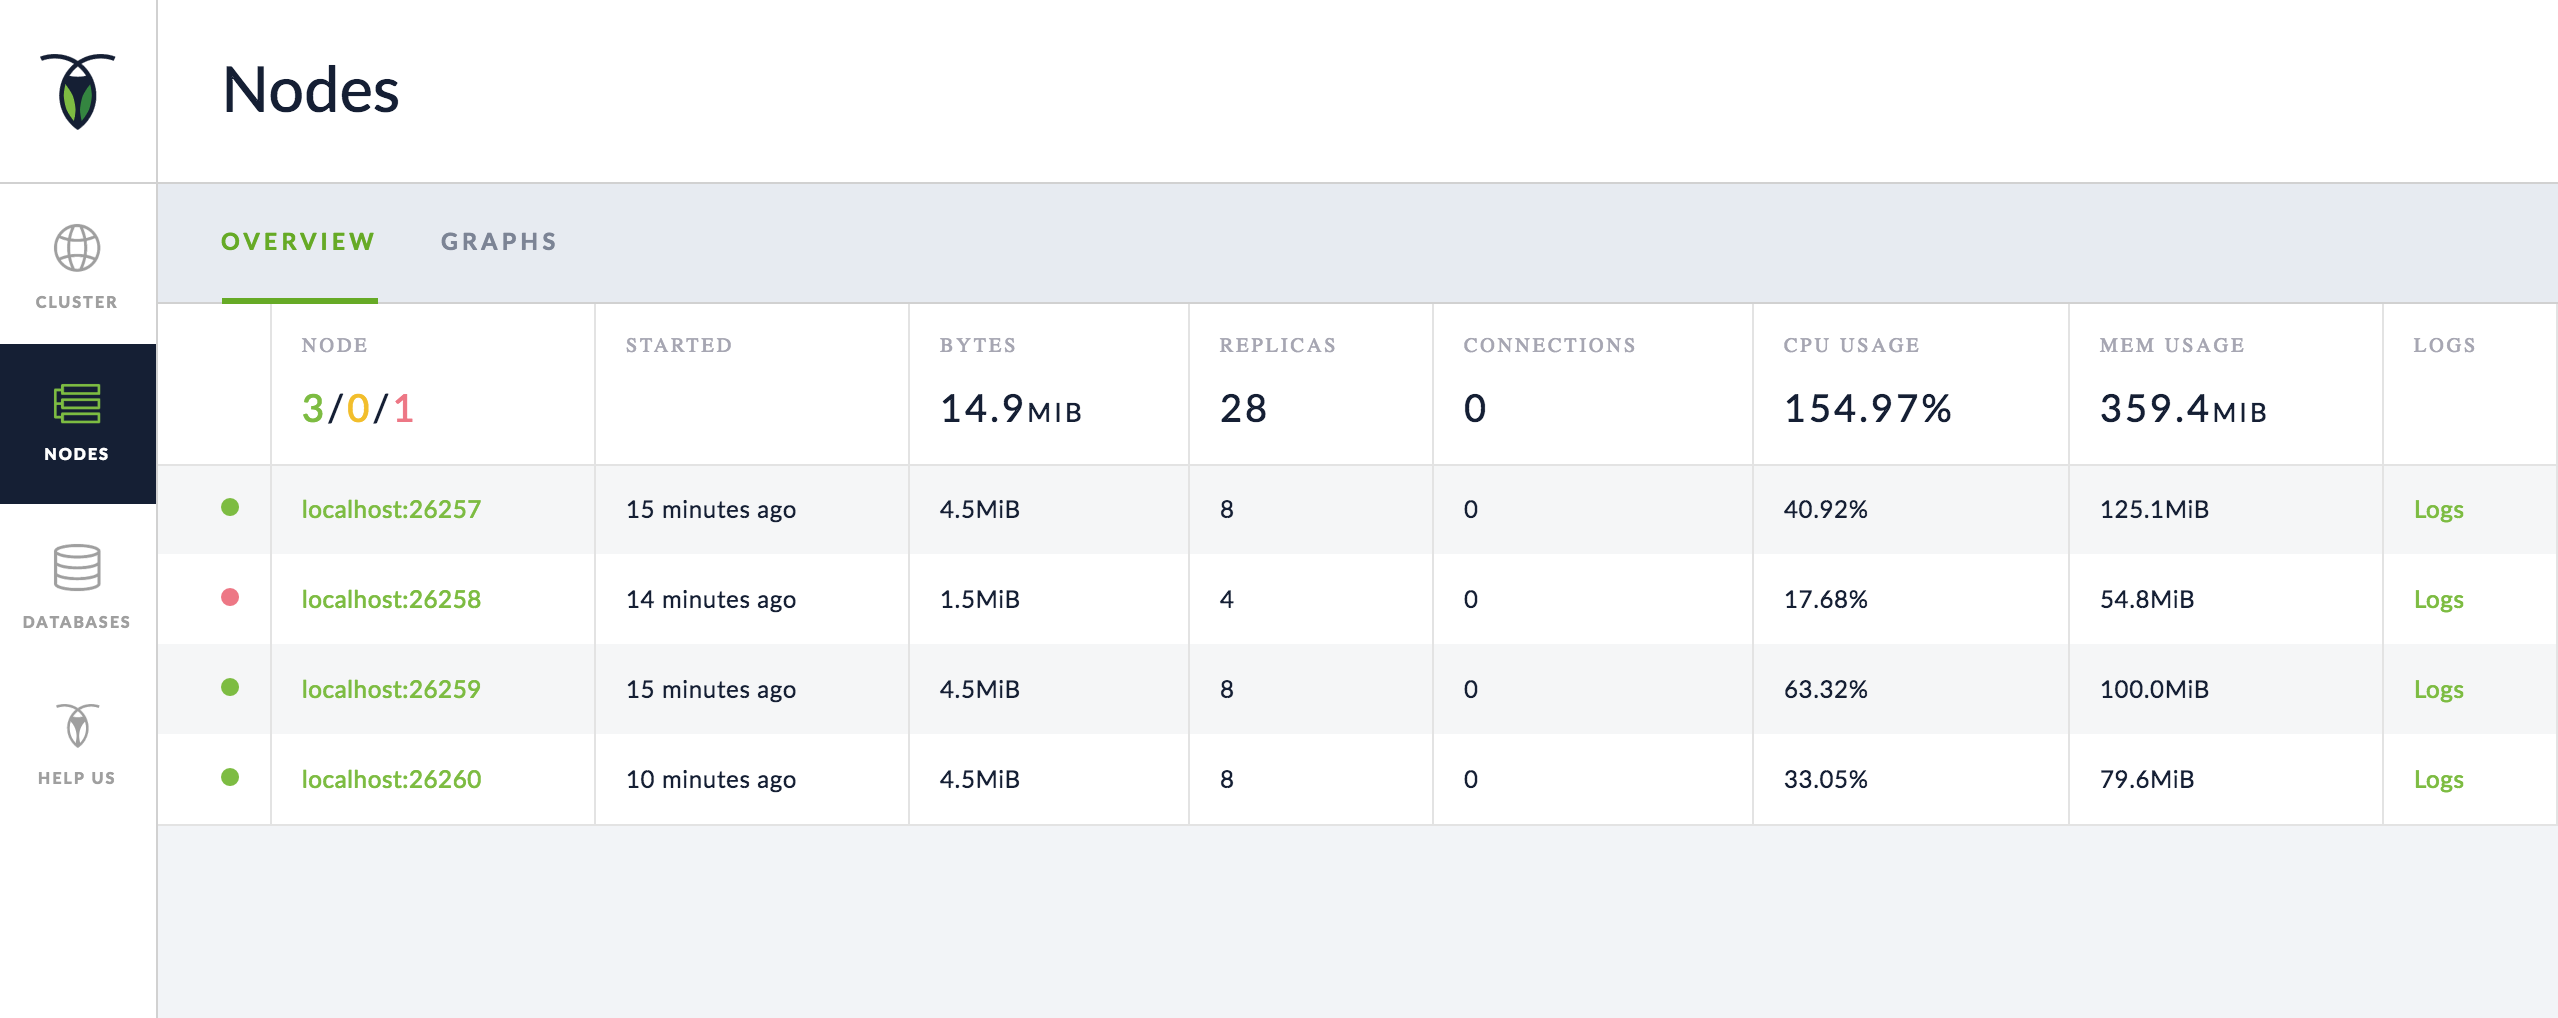 Nodes
CLUSTER
NODES
DATABASES
HELP US
OVERVIEW GRAPHS
NODE STARTED BYTES REPLICAS CONNECTIONS CPU USAGE MEM USAGE LOGS
3/0/1 14.9MIB 28 0 154.97% 359.4MIB
localhost:26257 15 minutes ago 4.5MiB 8 0 40.92% 125.1MiB Logs
localhost:26258 14 minutes ago 1.5MiB 4 0 17.68% 54.8MiB Logs
localhost:26259 15 minutes ago 4.5MiB 8 0 63.32% 100.0MiB Logs
localhost:26260 10 minutes ago 4.5MiB 8 0 33.05% 79.6MiB Logs